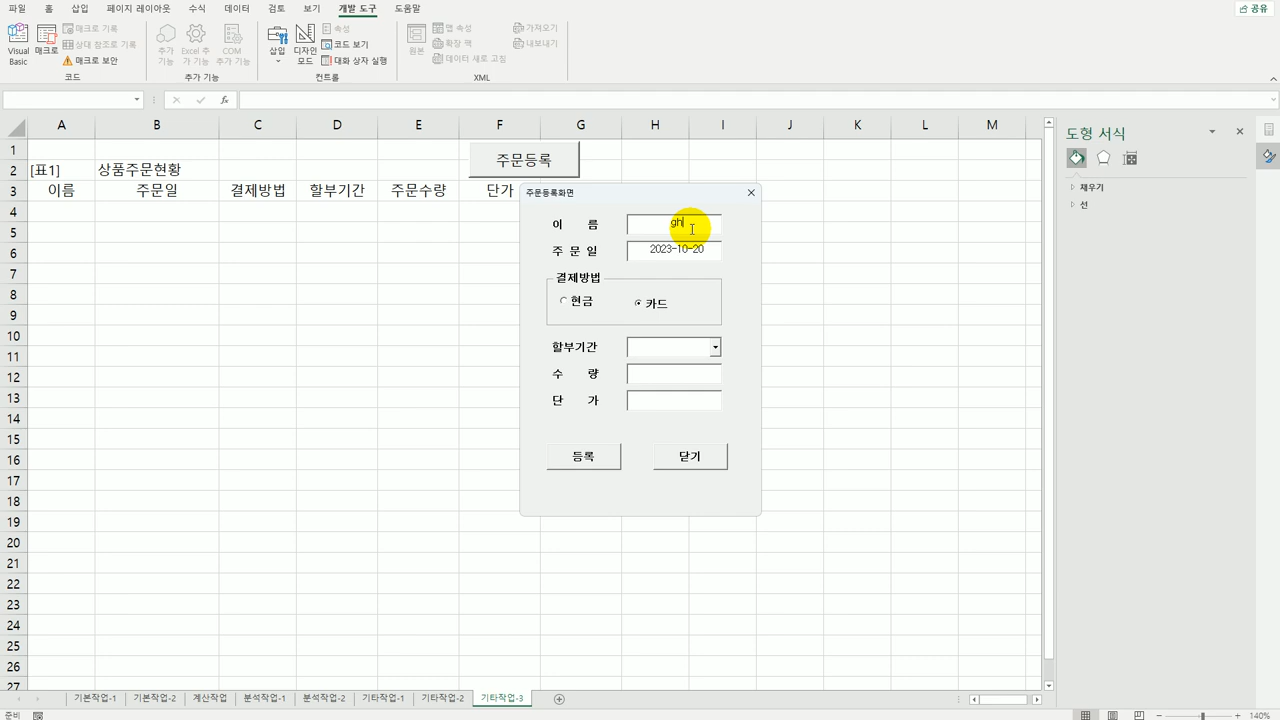 파일 홈 삽입 페이지 레이아웃 수식 데이터 검토 보기 개발 도구 도움말 공유
Visual Basic 매크로 매크로 기록 상대 참조로 기록 매크로 보안
추가 기능 Excel 추가 기능 COM 추가 기능
삽입 디자인 모드 속성 코드 보기 대화 상자 실행
원본 맵 속성 확장 팩 데이터 새로 고침 가져오기 내보내기
코드 추가 기능 컨트롤 XML
fx
A B C D E F G H I J K L M
1 주문등록
2 [표1] 상품주문현황
3 이름 주문일 결제방법 할부기간 주문수량 단가
4
5
6
7
8
9
10
11
12
13
14
15
16
17
18
19
20
21
22
23
24
25
26
27
주문등록화면
이 름 gh
주 문 일 2023-10-20
결제방법
현금 카드
할부기간
수 량
단 가
등록 닫기
도형 서식
채우기
선
기본작업-1 기본작업-2 계산작업 분석작업-1 분석작업-2 기타작업-1 기타작업-2 기타작업-3
준비 140%